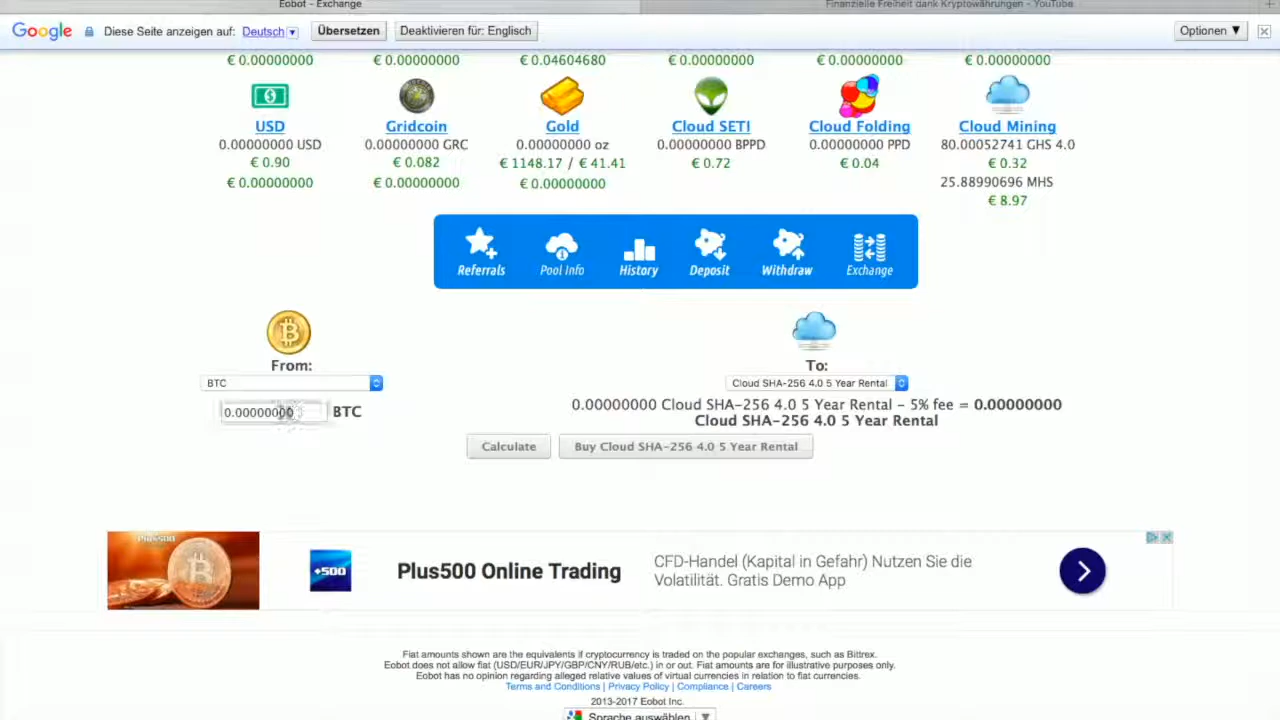 Eobot - Exchange
Finanzielle Freiheit dank Kryptowährungen - YouTube
Google Diese Seite anzeigen auf: Deutsch Übersetzen Deaktivieren für: Englisch Optionen
€ 0.00000000 € 0.00000000 € 0.04604680 € 0.00000000 € 0.00000000 € 0.00000000
USD Gridcoin Gold Cloud SETI Cloud Folding Cloud Mining
0.00000000 USD 0.00000000 GRC 0.00000000 oz 0.00000000 BPPD 0.00000000 PPD 80.00052741 GHS 4.0
€ 0.90 € 0.082 € 1148.17 / € 41.41 € 0.72 € 0.04 € 0.32
€ 0.00000000 € 0.00000000 € 0.00000000 25.88990696 MHS
€ 8.97
Referrals Pool Info History Deposit Withdraw Exchange
From: To:
BTC Cloud SHA-256 4.0 5 Year Rental
0.00000000 BTC 0.00000000 Cloud SHA-256 4.0 5 Year Rental - 5% fee = 0.00000000
Cloud SHA-256 4.0 5 Year Rental
Calculate Buy Cloud SHA-256 4.0 5 Year Rental
Plus500
+500
Plus500 Online Trading
CFD-Handel (Kapital in Gefahr) Nutzen Sie die
Volatilität. Gratis Demo App
Fiat amounts shown are the equivalents if cryptocurrency is traded on the popular exchanges, such as Bittrex.
Eobot does not allow fiat (USD/EUR/JPY/GBP/CNY/RUB/etc.) in or out. Fiat amounts are for illustrative purposes only.
Eobot has no opinion regarding alleged relative values of virtual currencies in relation to fiat currencies.
Terms and Conditions | Privacy Policy | Compliance | Careers
2013-2017 Eobot Inc.
Sprache auswählen